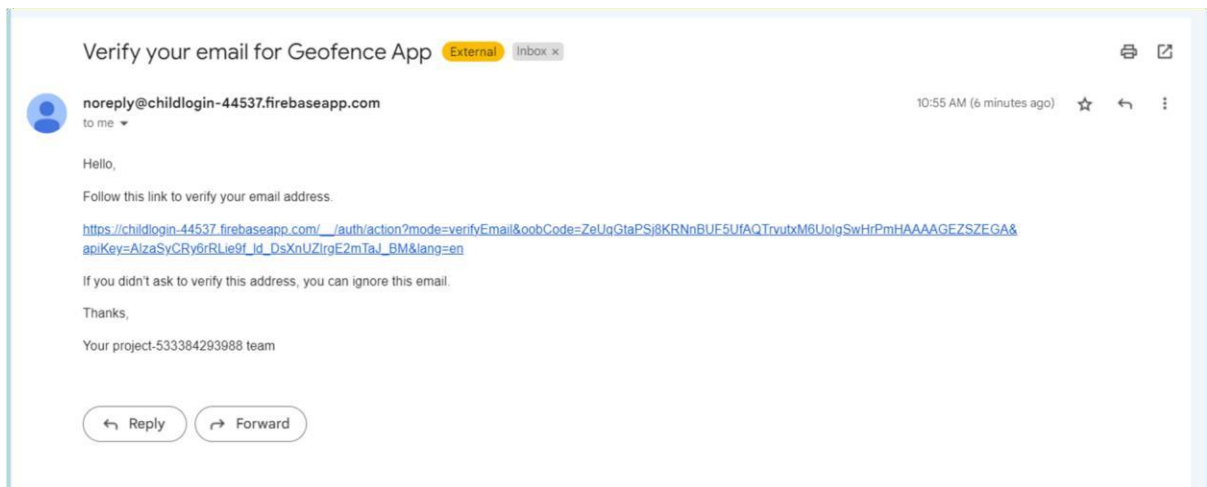 Verify your email for Geofence App External Inbox ×
noreply@childlogin-44537.firebaseapp.com 10:55 AM (6 minutes ago)
to me
Hello,
Follow this link to verify your email address.
https://childlogin-44537.firebaseapp.com/__/auth/action?mode=verifyEmail&oobCode=ZeUqGtaPSj8KRNnBUF5UfAQTrvutxM6UolgSwHrPmHAAAAGEZSZEGA&
apiKey=AIzaSyCRy6rRLie9f_Id_DsXnUZIrgE2mTaJ_BM&lang=en
If you didn't ask to verify this address, you can ignore this email.
Thanks,
Your project-533384293988 team
Reply Forward